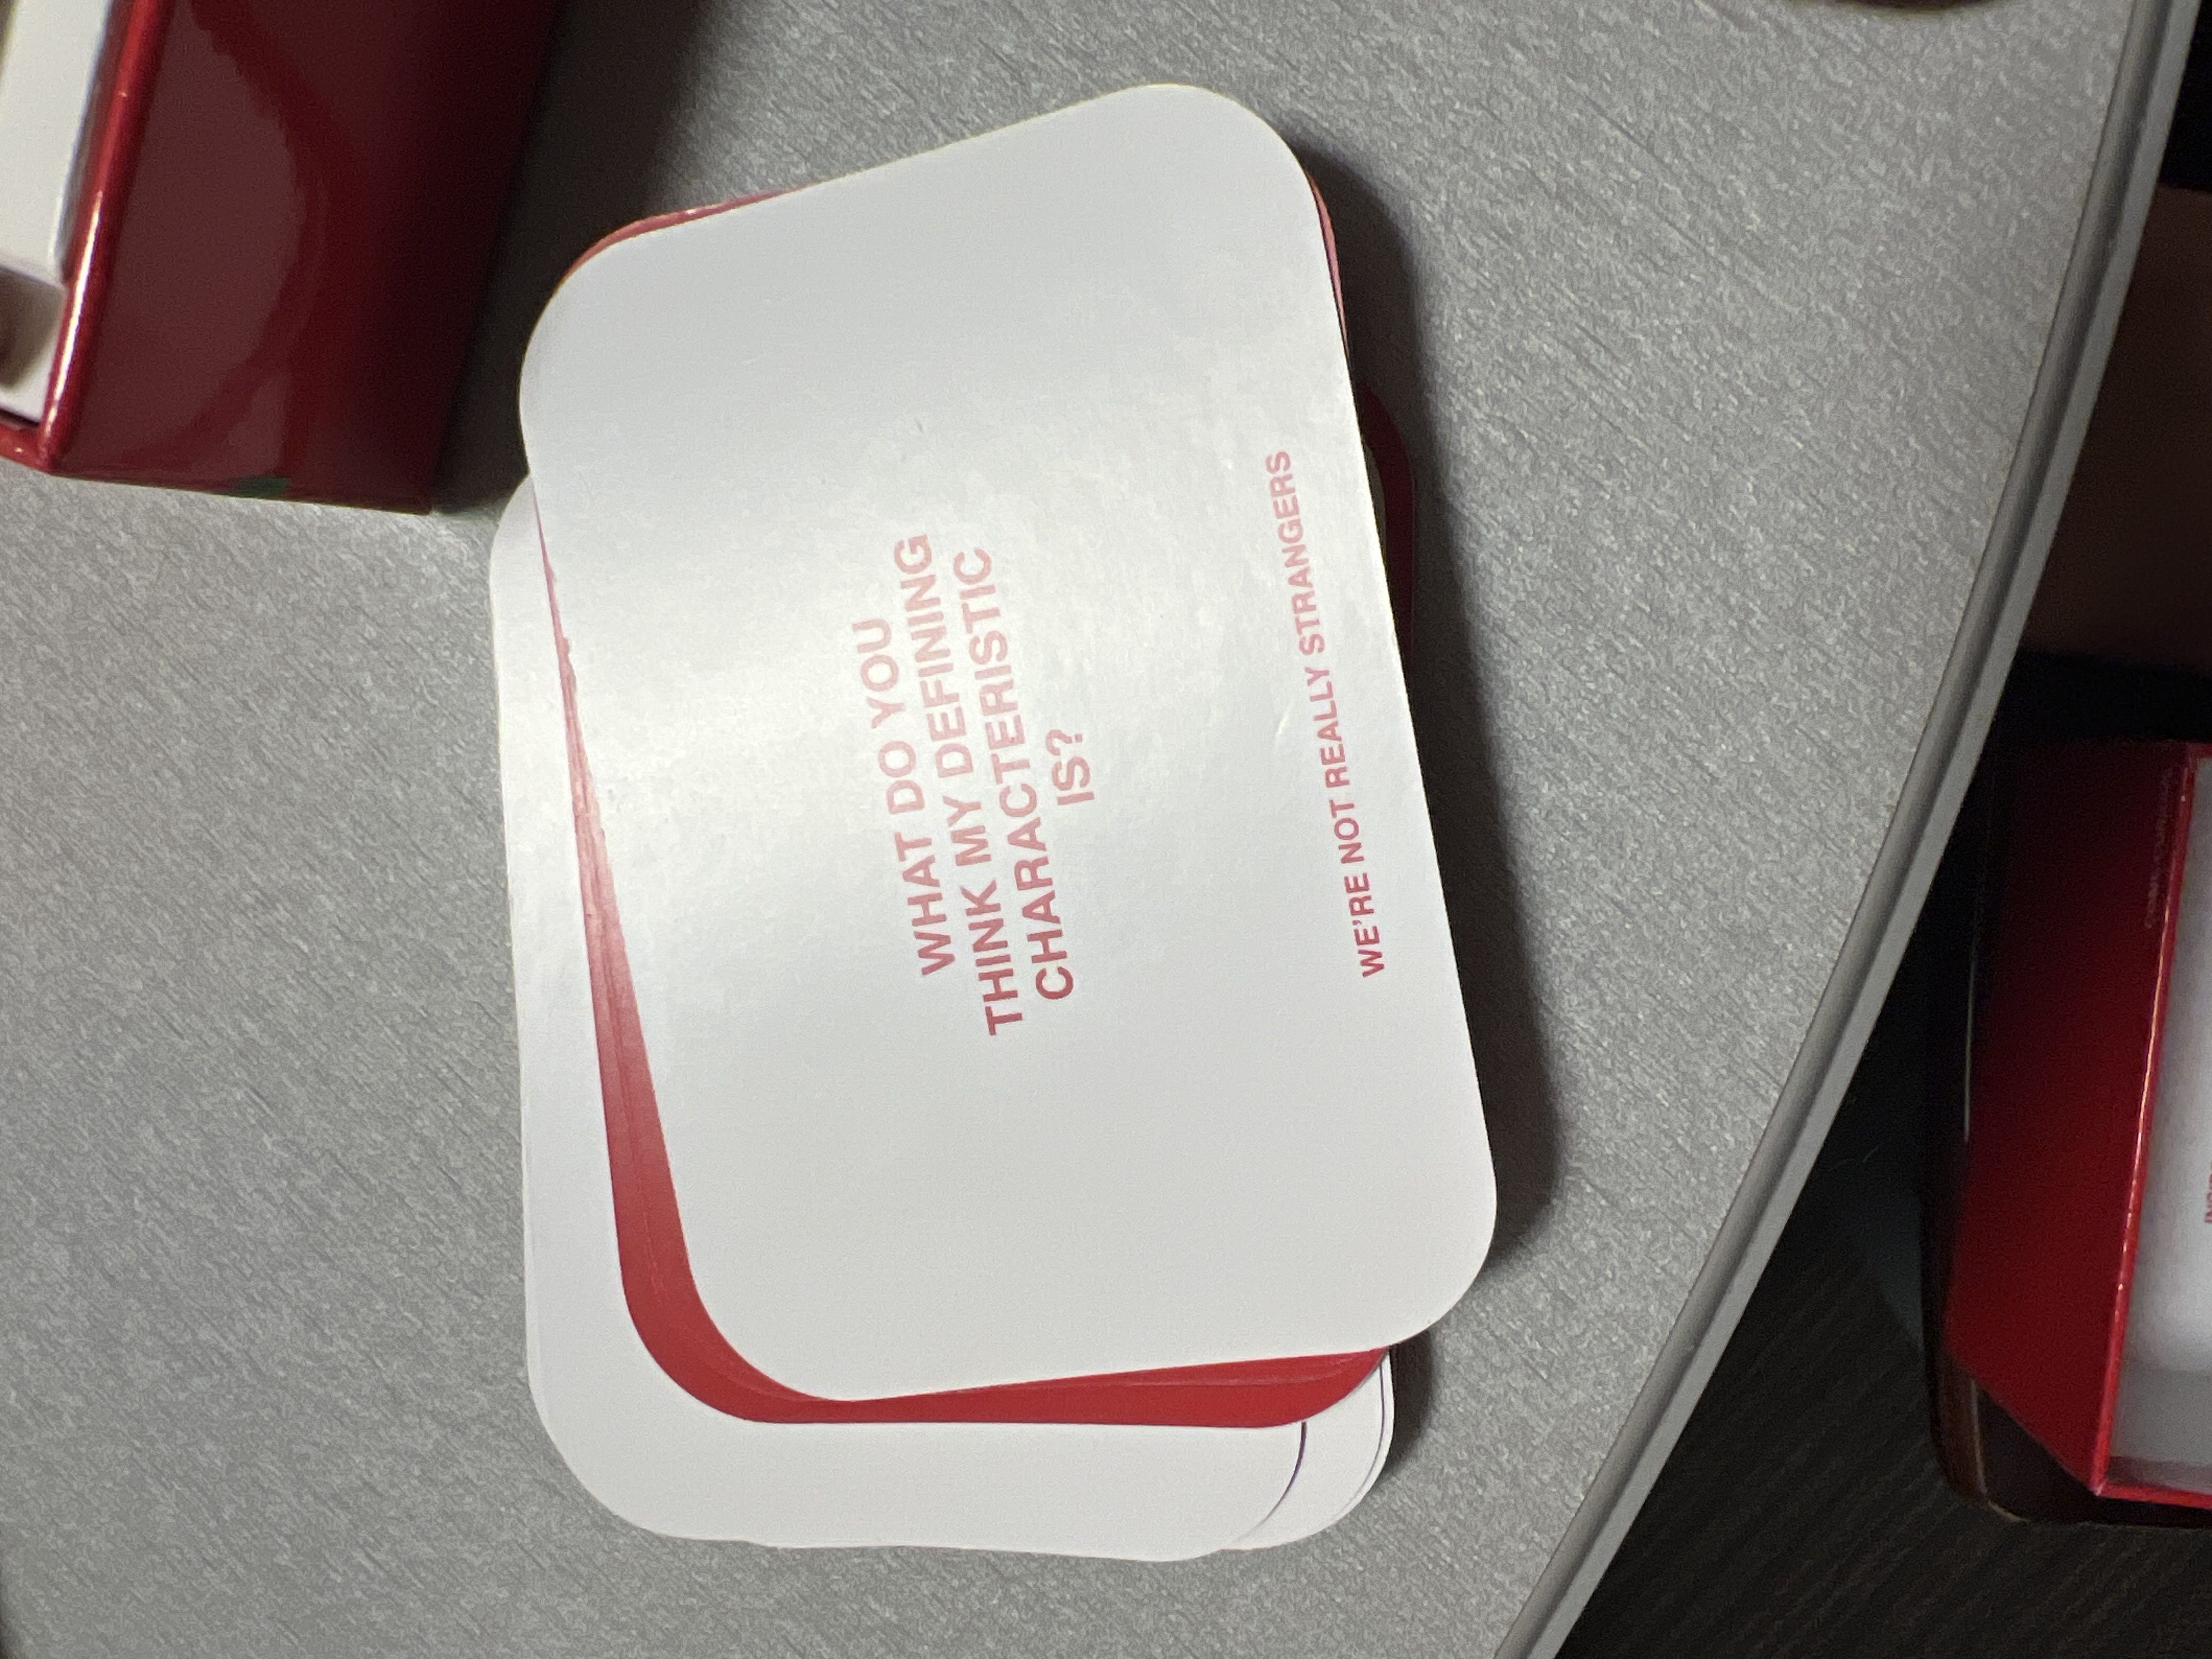 WHAT DO YOU
THINK MY DEFINING
CHARACTERISTIC
IS?
WE'RE NOT REALLY STRANGERS